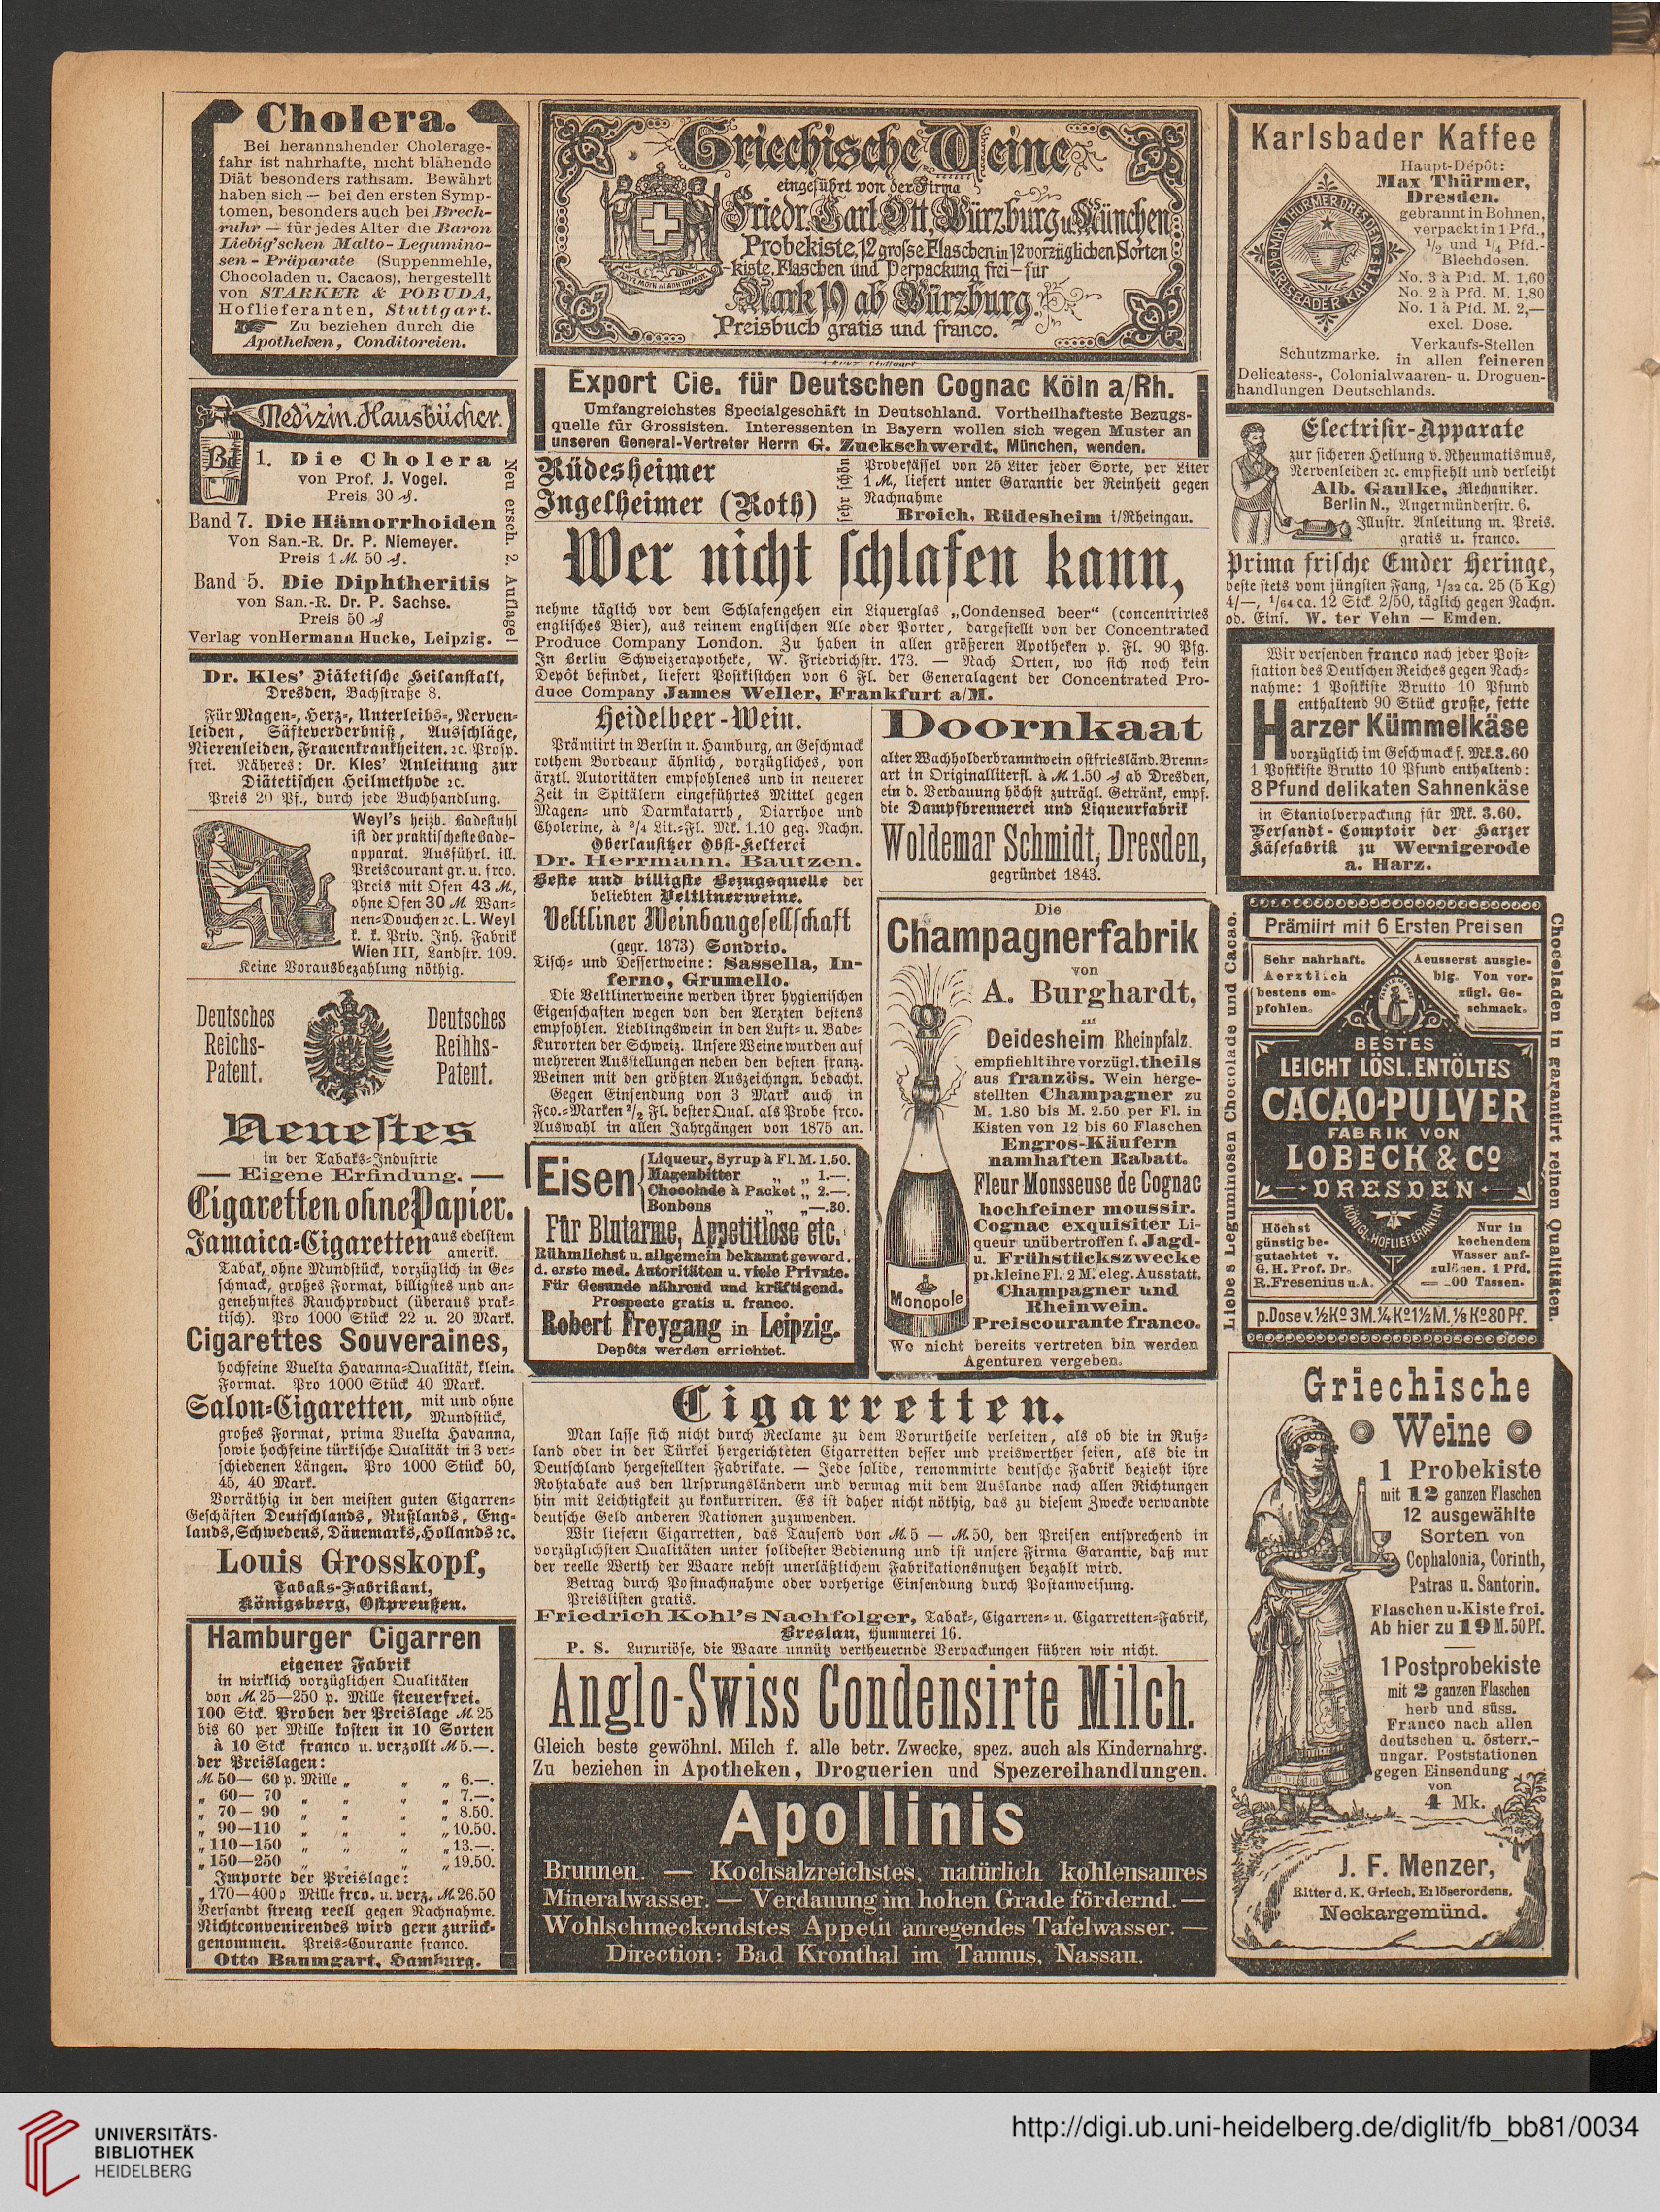 Cholera.
Bei herannahender Cholerage-
fahr ist nahrhafte, nicht blähende
Diät besonders rathsam. Bewährt
haben sich — bei den ersten Symp-
tomen, besonders auch bei Brech-
ruhr — für jedes Alter die Baron
Liebig'schen Malto-Legumino-
sen-Präparate (Suppenmehle,
Chocoladen u. Cacaos), hergestellt
von STARKER & POBUDA,
Hoflieferanten, Stuttgart.
Zu beziehen durch die
Apotheken, Conditoreien.
Medizin. Hausbücher.
Bd
1. Die Cholera
von Prof. J. Vogel.
Preis 30 ₰.
Band 7. Die Hämorrhoiden
Von San.-R. Dr. P. Niemeyer.
Preis 1 M. 50 ₰.
Band 5. Die Diphtheritis
von San.-R. Dr. P. Sachse.
Preis 50 ₰
Verlag von Hermann Hucke, Leipzig.
Neu ersch. 2. Auflage!
Dr. Kles' Diätetische Heilanstalt,
Dresden, Bachstraße 8.
Für Magen-, Herz-, Unterleibs-, Nerven-
leiden, Säfteverderbniß, Ausschläge,
Nierenleiden, Frauenkrankheiten. ꝛc. Prosp.
frei. Näheres: Dr. Kles' Anleitung zur
Diätetischen Heilmethode ꝛc.
Preis 20 Pf., durch jede Buchhandlung.
Weyl's heizb. Badestuhl
ist der praktischeste Bade-
apparat. Ausführl. ill.
Preiscourant gr. u. frco.
Preis mit Ofen 43 M.,
ohne Ofen 30 M. Wan-
nen-Douchen ꝛc. L. Weyl
k. k. Priv. Inh. Fabrik
Wien III, Landstr. 109.
Keine Vorausbezahlung nöthig.
Deutsches
Reichs-
Patent.
Deutsches
Reihhs-
Patent.
Neuestes
in der Tabaks-Industrie
— Eigene Erfindung. —
Cigaretten ohne Papier.
Jamaica-Cigaretten aus edelstem
amerik.
Tabak, ohne Mundstück, vorzüglich in Ge-
schmack, großes Format, billigstes und an-
genehmstes Rauchproduct (überaus prak-
tisch). Pro 1000 Stück 22 u. 20 Mark.
Cigarettes Souveraines,
hochfeine Vuelta Havanna-Qualität, klein.
Format. Pro 1000 Stück 40 Mark.
Salon-Cigaretten, mit und ohne
Mundstück,
großes Format, prima Vuelta Havanna,
sowie hochfeine türkische Qualität in 3 ver-
schiedenen Längen. Pro 1000 Stück 50,
45, 40 Mark.
Vorräthig in den meisten guten Cigarren-
Geschäften Deutschlands, Rußlands, Eng-
lands, Schwedens, Dänemarks, Hollands ꝛc.
Louis Grosskopf,
Tabaks-Fabrikant,
Königsberg, Ostpreußen.
Hamburger Cigarren
eigener Fabrik
in wirklich vorzüglichen Qualitäten
von M. 25—250 p. Mille steuerfrei.
100 Stck. Proben der Preislage M. 25
bis 60 per Mille kosten in 10 Sorten
à 10 Stck franco u. verzollt M 5.—.
der Preislagen:
M. 50— 60 p. Mille „ „ „ 6.—.
„ 60— 70 „ „ „ „ 7.—.
„ 70— 90 „ „ „ „ 8.50.
„ 90—110 „ „ „ „ 10.50.
„ 110—150 „ „ „ „ 13.—.
„ 150—250 „ „ „ „ 19.50.
Importe der Preislage:
„ 170—400 p Mille frco. u. verz. M. 26.50
Versandt streng reell gegen Nachnahme.
Nichtconvenirendes wird gern zurück-
genommen. Preis-Courante franco.
Otto Baumgart, Hamburg.
Griechische Weine
eingeführt von der Firma
Friedr. Carl Ott, Würzburg u. München
Probekiste, 12 grosse Flaschen in 12 vorzüglichen Sorten
-kiste, Flaschen und Verpackung frei — für
Mark 19 ab Würzburg.
Preisbuch gratis und franco.
Export Cie. für Deutschen Cognac Köln a/Rh.
Umfangreichstes Specialgeschäft in Deutschland. Vortheilhafteste Bezugs-
quelle für Grossisten. Interessenten in Bayern wollen sich wegen Muster an
unseren General-Vertreter Herrn G. Zuckschwerdt, München, wenden.
Rüdesheimer
Ingelheimer (Roth)
sehr schön
Probefässel von 25 Liter jeder Sorte, per Liter
1 M., liefert unter Garantie der Reinheit gegen
Nachnahme
Broich, Rüdesheim i/Rheingau.
Wer nicht schlafen kann,
nehme täglich vor dem Schlafengehen ein Liquerglas „Condensed beer“ (concentrirtes
englisches Bier), aus reinem englischen Ale oder Porter, dargestellt von der Concentrated
Produce Company London. Zu haben in allen größeren Apotheken p. Fl. 90 Pfg.
In Berlin Schweizerapotheke, W. Friedrichstr. 173. — Nach Orten, wo sich noch kein
Depôt befindet, liefert Postkistchen von 6 Fl. der Generalagent der Concentrated Pro-
duce Company James Weller, Frankfurt a/M.
Heidelbeer-Wein.
Prämiirt in Berlin u. Hamburg, an Geschmack
rothem Bordeaux ähnlich, vorzügliches, von
ärztl. Autoritäten empfohlenes und in neuerer
Zeit in Spitälern eingeführtes Mittel gegen
Magen- und Darmkatarrh, Diarrhoe und
Cholerine, à ³/₄ Lit.-Fl. Mk. 1.10 geg. Nachn.
Oberlausitzer Obst-Kelterei
Dr. Herrmann. Bautzen.
Beste und billigste Bezugsquelle der
beliebten Veltlinerweine.
Veltliner Weinbaugesellschaft
(gegr. 1873) Sondrio.
Tisch- und Dessertweine: Sassella, In-
ferno, Grumello.
Die Veltlinerweine werden ihrer hygienischen
Eigenschaften wegen von den Aerzten bestens
empfohlen. Lieblingswein in den Luft- u. Bade-
Kurorten der Schweiz. Unsere Weine wurden auf
mehreren Ausstellungen neben den besten franz.
Weinen mit den größten Auszeichngn. bedacht.
Gegen Einsendung von 3 Mark auch in
Fco.-Marken ²/₂ Fl. bester Qual. als Probe frco.
Auswahl in allen Jahrgängen von 1875 an.
Eisen
Liqueur, Syrup à Fl. M. 1.50.
Magenbitter „ „ 1.—.
Chocolade à Packet „ 2.—.
Bonbons „ „ —.30.
Für Blutarme, Appetitlose etc.
Rühmlichst u. allgemein bekannt geword.
d. erste med. Autoritäten u. viele Private.
Für Gesunde nährend und kräftigend.
Prospecte gratis u. franco.
Robert Freygang in Leipzig.
Depôts werden errichtet.
Doornkaat
alter Wachholderbranntwein ostfriesländ. Brenn-
art in Originalliterfl. à M. 1.50 ₰ ab Dresden,
ein d. Verdauung höchst zuträgl. Getränk, empf.
die Dampfbrennerei und Liqueurfabrik
Woldemar Schmidt, Dresden,
gegründet 1843.
Die
Champagnerfabrik
von
A. Burghardt,
zu
Deidesheim Rheinpfalz.
empfiehlt ihre vorzügl. theils
aus französ. Wein herge-
stellten Champagner zu
M. 1.80 bis M. 2.50 per Fl. in
Kisten von 12 bis 60 Flaschen
Engros-Käufern
namhaften Rabatt.
Fleur Monsseuse de Cognac
hochfeiner moussir.
Cognac exquisiter Li-
queur unübertroffen f. Jagd-
u. Frühstückszwecke
pr. kleine Fl. 2 M. eleg. Ausstatt.
Champagner und
Rheinwein.
Preiscourante franco.
Wo nicht bereits vertreten bin werden
Agenturen vergeben.
Monopole
Cigarretten.
Man lasse sich nicht durch Reclame zu dem Vorurtheile verleiten, als ob die in Ruß-
land oder in der Türkei hergerichteten Cigarretten besser und preiswerther seien, als die in
Deutschland hergestellten Fabrikate. — Jede solide, renommirte deutsche Fabrik bezieht ihre
Rohtabake aus den Ursprungsländern und vermag mit dem Auslande nach allen Richtungen
hin mit Leichtigkeit zu konkurriren. Es ist daher nicht nöthig, das zu diesem Zwecke verwandte
deutsche Geld anderen Nationen zuzuwenden.
Wir liefern Cigarretten, das Tausend von M. 5 — M. 50, den Preisen entsprechend in
vorzüglichsten Qualitäten unter solidester Bedienung und ist unsere Firma Garantie, daß nur
der reelle Werth der Waare nebst unerläßlichem Fabrikationsnutzen bezahlt wird.
Betrag durch Postnachnahme oder vorherige Einsendung durch Postanweisung.
Preislisten gratis.
Friedrich Kohl's Nachfolger, Tabak-, Cigarren- u. Cigarretten-Fabrik,
Breslau, Hummerei 16.
P. S. Luxuriöse, die Waare unnütz vertheuernde Verpackungen führen wir nicht.
Anglo-Swiss Condensirte Milch.
Gleich beste gewöhnl. Milch f. alle betr. Zwecke, spez. auch als Kindernahrg.
Zu beziehen in Apotheken, Droguerien und Spezereihandlungen.
Apollinis
Brunnen. — Kochsalzreichstes, natürlich kohlensaures
Mineralwasser. — Verdauung im hohen Grade fördernd. —
Wohlschmeckendstes Appetit anregendes Tafelwasser. —
Direction: Bad Kronthal im Taunus, Nassau.
Karlsbader Kaffee
Haupt-Dépôt:
Max Thürmer,
Dresden.
gebrannt in Bohnen,
verpackt in 1 Pfd.,
¹/₂ und ¹/₄ Pfd.-
Blechdosen.
No. 3 à Pfd. M. 1,60
No. 2 à Pfd. M. 1,80
No. 1 à Pfd. M. 2,—
excl. Dose.
MAX THÜRMER, DRESDEN
KARLSBADER KAFFEE
Schutzmarke.
Verkaufs-Stellen
in allen feineren
Delicatess-, Colonialwaaren- u. Droguen-
handlungen Deutschlands.
Electrisir-Apparate
zur sicheren Heilung v. Rheumatismus,
Nervenleiden ꝛc. empfiehlt und verleiht
Alb. Gaulke, Mechaniker.
Berlin N., Angermünderstr. 6.
Illustr. Anleitung m. Preis.
gratis u. franco.
Prima frische Emder Heringe,
beste stets vom jüngsten Fang, ¹/₃₂ ca. 25 (5 Kg)
4/—, ¹/₆₄ ca. 12 Stck. 2/50, täglich gegen Nachn.
od. Eins. W. ter Vehn — Emden.
Wir versenden franco nach jeder Post-
station des Deutschen Reiches gegen Nach-
nahme: 1 Postkiste Brutto 10 Pfund
enthaltend 90 Stück große, fette
Harzer Kümmelkäse
vorzüglich im Geschmack f. Mk. 3.60
1 Postkiste Brutto 10 Pfund enthaltend:
8 Pfund delikaten Sahnenkäse
in Staniolverpackung für Mk. 3.60.
Versandt-Comptoir der Harzer
Käsefabrik zu Wernigerode
a. Harz.
Liebe's Leguminosen Chocolade und Cacao.
Prämiirt mit 6 Ersten Preisen
Sehr nahrhaft.
Aerztlich
bestens em-
pfohlen.
Aeusserst ausgie-
big. Von vor-
zügl. Ge-
schmack.
BESTES
LEICHT LÖSL. ENTÖLTES
CACAO-PULVER
FABRIK VON
LOBECK & Co
DRESDEN
KÖNIGL. HOFLIEFERANTEN
Höchst
günstig be-
gutachtet v.
G. H. Prof. Dr.
R. Fresenius u. A.
Nur in
kochendem
Wasser auf-
zulösen. 1 Pfd.
= 100 Tassen.
p. Dose v. ½ Ko 3 M. ¼ Ko 1½ M. ⅛ Ko 80 Pf.
Chocoladen in garantirt reinen Qualitäten.
Griechische
Weine
1 Probekiste
mit 12 ganzen Flaschen
12 ausgewählte
Sorten von
Cephalonia, Corinth,
Patras u. Santorin.
Flaschen u. Kiste frei.
Ab hier zu 19 M. 50 Pf.
1 Postprobekiste
mit 2 ganzen Flaschen
herb und süss.
Franco nach allen
deutschen u. österr.-
ungar. Poststationen
gegen Einsendung
von
4 Mk.
J. F. Menzer,
Ritter d. K. Griech. Erlöserordens.
Neckargemünd.
UNIVERSITÄTS-
BIBLIOTHEK
HEIDELBERG
http://digi.ub.uni-heidelberg.de/diglit/fb_bb81/0034